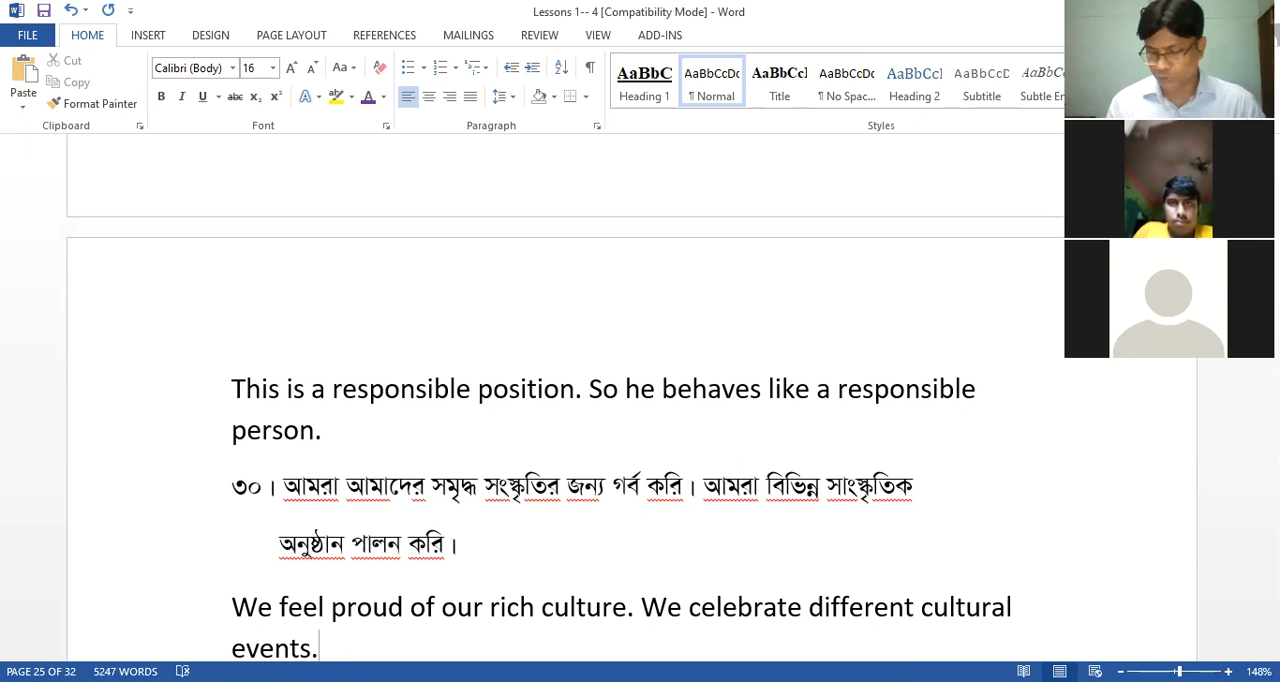 Lessons 1-- 4 [Compatibility Mode] - Word
FILE HOME INSERT DESIGN PAGE LAYOUT REFERENCES MAILINGS REVIEW VIEW ADD-INS
Paste
Cut
Copy
Format Painter
Calibri (Body) 16
Clipboard Font Paragraph Styles
AaBbC AaBbCcDc AaBbCcI AaBbCcDc AaBbCcI AaBbCcD AaBbCcI
Heading 1 ¶ Normal Title ¶ No Spac... Heading 2 Subtitle Subtle Em
This is a responsible position. So he behaves like a responsible
person.
৩০। আমরা আমাদের সমৃদ্ধ সংস্কৃতির জন্য গর্ব করি। আমরা বিভিন্ন সাংস্কৃতিক
অনুষ্ঠান পালন করি।
We feel proud of our rich culture. We celebrate different cultural
events.
PAGE 25 OF 32 5247 WORDS 148%